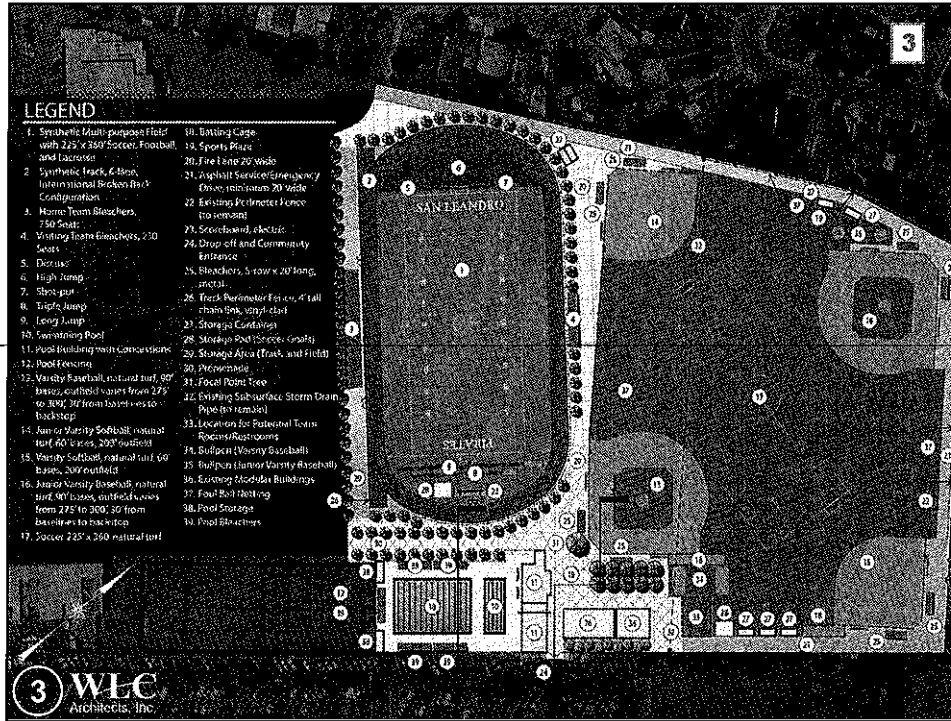 3
LEGEND
1. Synthetic Multi-purpose Field
with 225' x 360' Soccer, Football,
and Lacrosse
2. Synthetic Track, 8-lane,
International Broken Back
Configuration
3. Home Team Bleachers,
750 Seats
4. Visiting Team Bleachers, 250
Seats
5. Discus
6. High Jump
7. Shot-put
8. Triple Jump
9. Long Jump
10. Swimming Pool
11. Pool Building with Concessions
12. Pool Fencing
13. Varsity Baseball, natural turf, 90'
bases, outfield varies from 275'
to 300', 30' from baselines to
backstop
14. Junior Varsity Softball, natural
turf, 60' bases, 200' outfield
15. Varsity Softball, natural turf, 60'
bases, 200' outfield
16. Junior Varsity Baseball, natural
turf, 90' bases, outfield varies
from 275' to 300', 30' from
baselines to backstop
17. Soccer 225' x 360' natural turf
18. Batting Cage
19. Sports Plaza
20. Fire Lane 20' wide
21. Asphalt Service/Emergency
Drive, minimum 20' wide
22. Existing Perimeter Fence
(to remain)
23. Scoreboard, electric
24. Drop-off and Community
Entrance
25. Bleachers, 5-row x 20' long,
metal
26. Track Perimeter Fence, 4' tall
chain link, vinyl-clad
27. Storage Container
28. Storage Pad (Soccer Goals)
29. Storage Area (Track and Field)
30. Promenade
31. Focal Point Tree
32. Existing Subsurface Storm Drain
Pipe (to remain)
33. Location for Potential Team
Rooms/Restrooms
34. Bullpen (Varsity Baseball)
35. Bullpen (Junior Varsity Baseball)
36. Existing Modular Buildings
37. Foul Ball Netting
38. Pool Storage
39. Pool Bleachers
SAN LEANDRO
PIRATES
3 WLC
Architects, Inc.